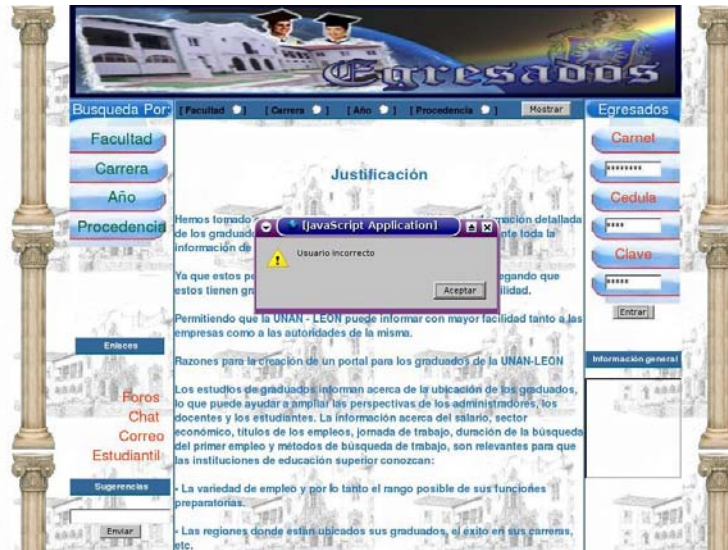 Egresados
Busqueda Por:
[ Facultad ] [ Carrera ] [ Año ] [ Procedencia ] Mostrar
Egresados
Facultad
Carrera
Año
Procedencia
Carnet
********
Cedula
****
Clave
*****
Entrar
Justificación
Hemos tomado
mación detallada
de los
te toda la
información de
[JavaScript Application]
Usuario incorrecto
Aceptar
Ya que estos
egando que
estos tienen
ilidad.
Permitiendo que la UNAN - LEON puede informar con mayor facilidad tanto a las
empresas como a las autoridades de la misma.
Razones para la creación de un portal para los graduados de la UNAN-LEON
Los estudios de graduados informan acerca de la ubicación de los graduados,
lo que puede ayudar a ampliar las perspectivas de los administradores, los
docentes y los estudiantes. La información acerca del salario, sector
económico, títulos de los empleos, jornada de trabajo, duración de la búsqueda
del primer empleo y métodos de búsqueda de trabajo, son relevantes para que
las instituciones de educación superior conozcan:
- La variedad de empleo y por lo tanto el rango posible de sus funciones
preparatorias.
- Las regiones donde están ubicados sus graduados, el éxito en sus carreras,
etc.
Enlaces
Foros
Chat
Correo
Estudiantil
Sugerencias
Enviar
Información general